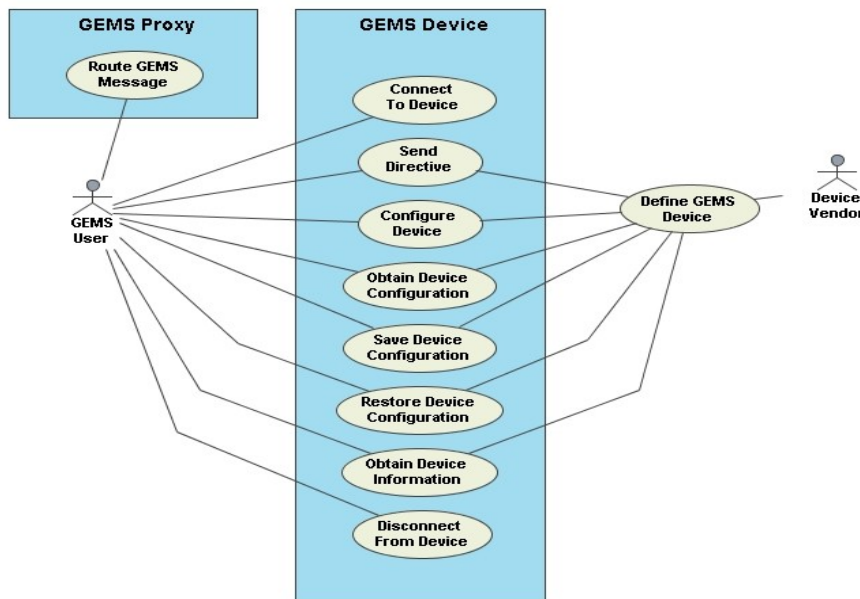 GEMS Proxy
Route GEMS
Message
GEMS Device
Connect
To Device
Send
Directive
Configure
Device
Obtain Device
Configuration
Save Device
Configuration
Restore Device
Configuration
Obtain Device
Information
Disconnect
From Device
GEMS
User
Define GEMS
Device
Device
Vendor